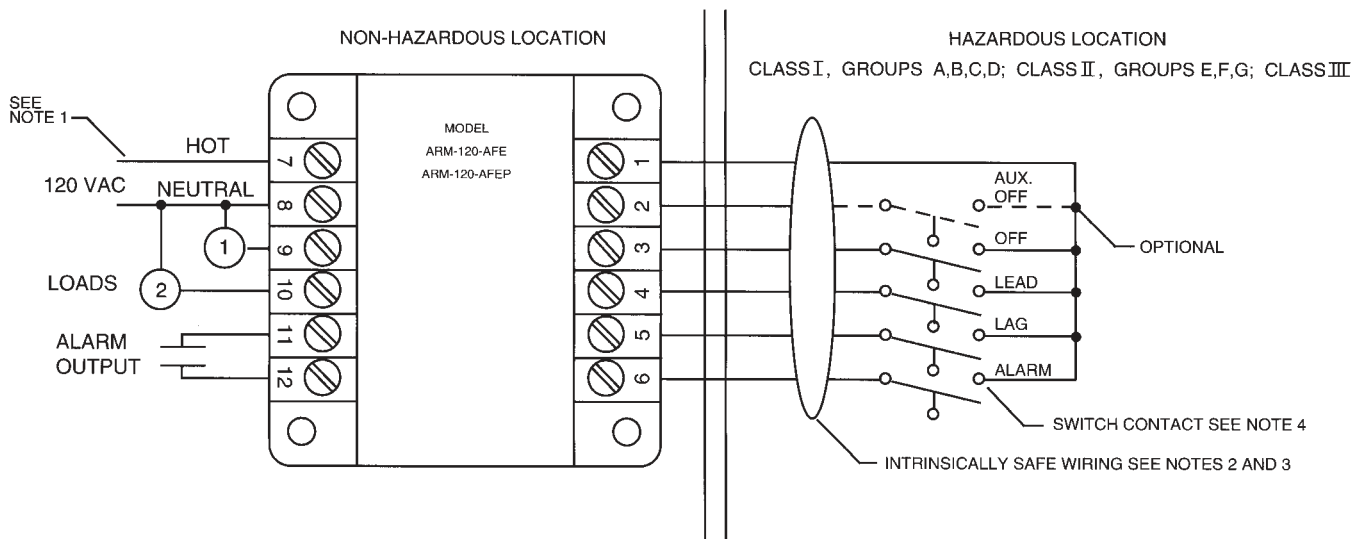 NON-HAZARDOUS LOCATION
HAZARDOUS LOCATION
CLASS I, GROUPS A,B,C,D; CLASS II, GROUPS E,F,G; CLASS III
SEE
NOTE 1
HOT
120 VAC
NEUTRAL
LOADS
ALARM
OUTPUT
1
2
7
8
9
10
11
12
MODEL
ARM-120-AFE
ARM-120-AFEP
1
2
3
4
5
6
AUX.
OFF
OFF
LEAD
LAG
ALARM
OPTIONAL
SWITCH CONTACT SEE NOTE 4
INTRINSICALLY SAFE WIRING SEE NOTES 2 AND 3